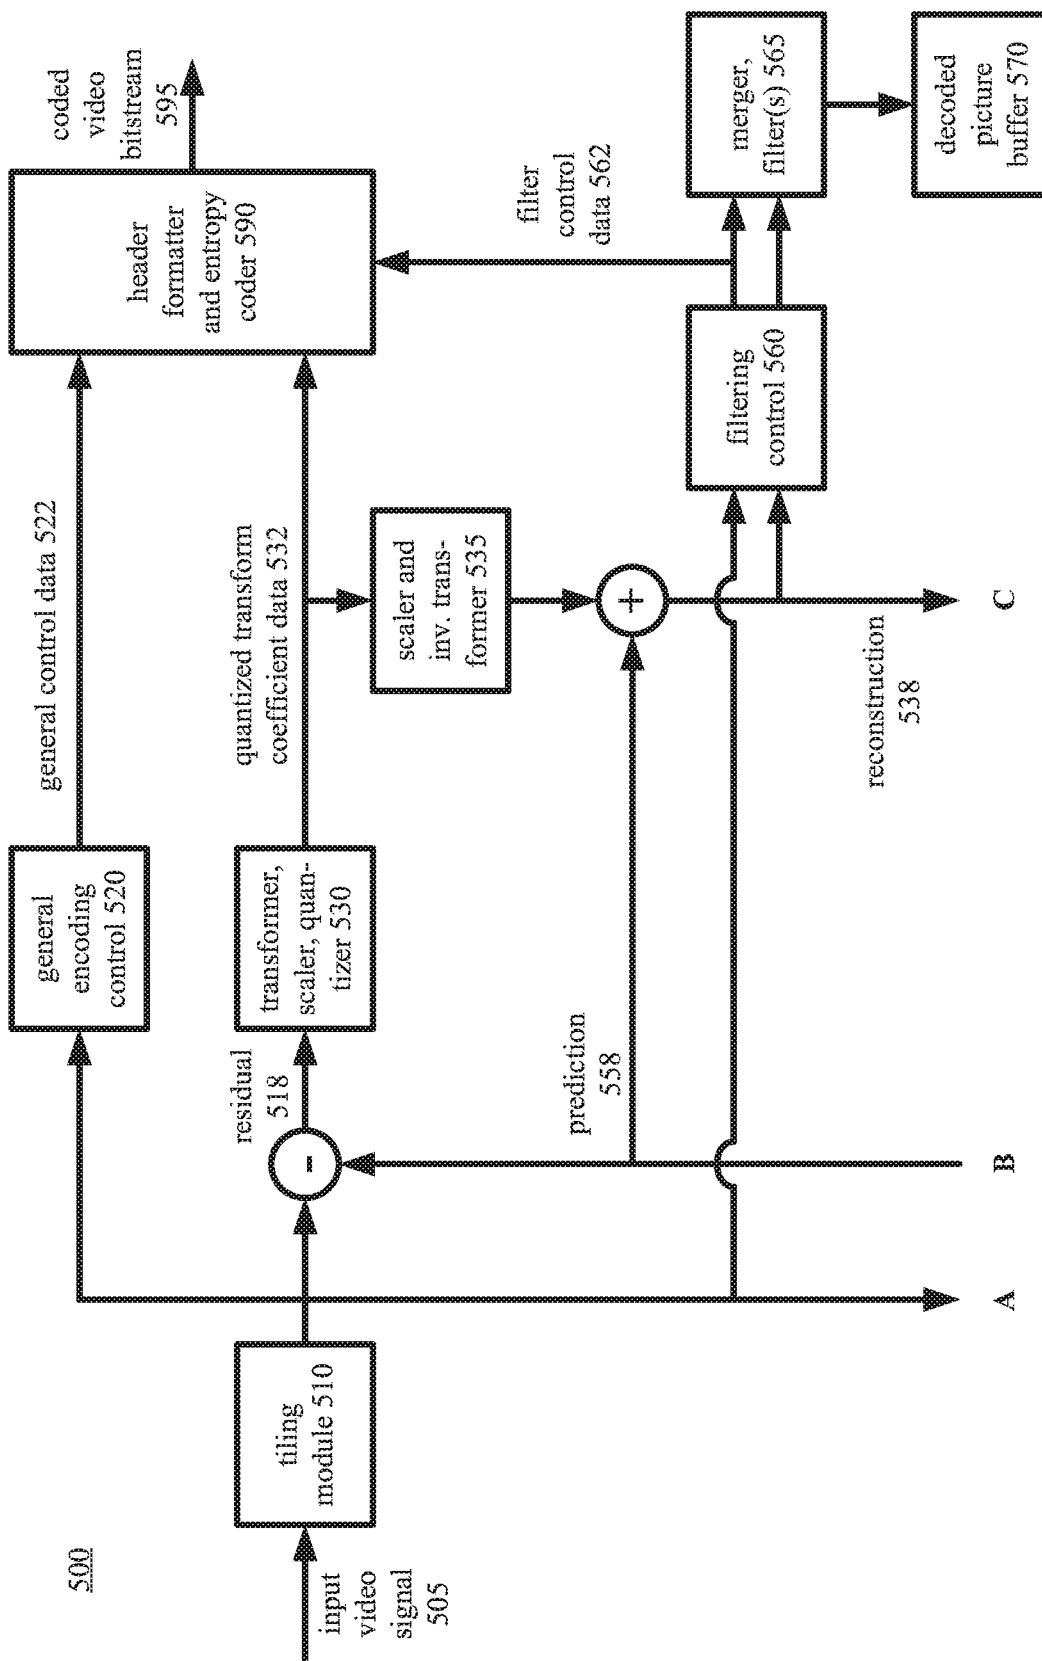 500
input
video
signal
505
tiling
module 510
general
encoding
control 520
general control data 522
residual
518
-
transformer,
scaler, quan-
tizer 530
quantized transform
coefficient data 532
header
formatter
and entropy
coder 590
coded
video
bitstream
595
scaler and
inv. trans-
former 535
prediction
558
+
filter
control
data 562
filtering
control 560
merger,
filter(s) 565
decoded
picture
buffer 570
reconstruction
538
A
B
C